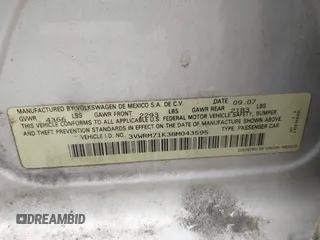 MANUFACTURED BY VOLKSWAGEN DE MEXICO S.A. DE C.V. DATE 09.07
GVWR 4366 LBS GAWR FRONT 2293 LBS GAWR REAR 2183 LBS
THIS VEHICLE CONFORMS TO ALL APPLICABLE FEDERAL MOTOR VEHICLE SAFETY, BUMPER
AND THEFT PREVENTION STANDARDS IN EFFECT ON THE DATE OF MANUFACTURE SHOWN ABOVE
VEHICLE I.D. NO. 3VWRM71K38M043595 TYPE: PASSENGER CAR
DREAMBID